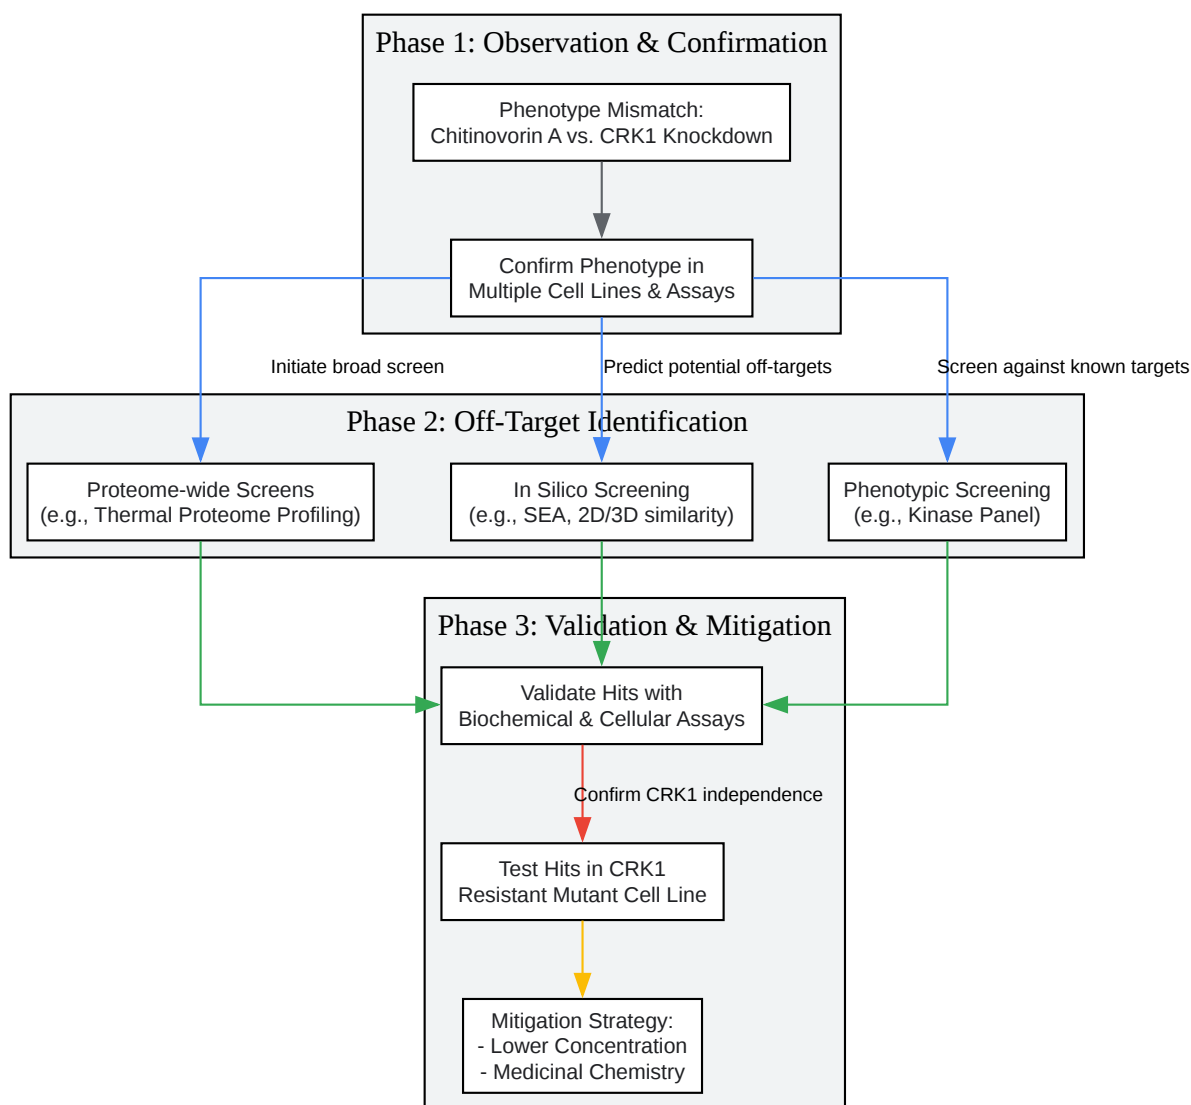 Phase 1: Observation & Confirmation
Phenotype Mismatch:
Chitinovorin A vs. CRK1 Knockdown
Confirm Phenotype in
Multiple Cell Lines & Assays
Initiate broad screen
Predict potential off-targets
Screen against known targets
Phase 2: Off-Target Identification
Proteome-wide Screens
(e.g., Thermal Proteome Profiling)
In Silico Screening
(e.g., SEA, 2D/3D similarity)
Phenotypic Screening
(e.g., Kinase Panel)
Phase 3: Validation & Mitigation
Validate Hits with
Biochemical & Cellular Assays
Confirm CRK1 independence
Test Hits in CRK1
Resistant Mutant Cell Line
Mitigation Strategy:
- Lower Concentration
- Medicinal Chemistry